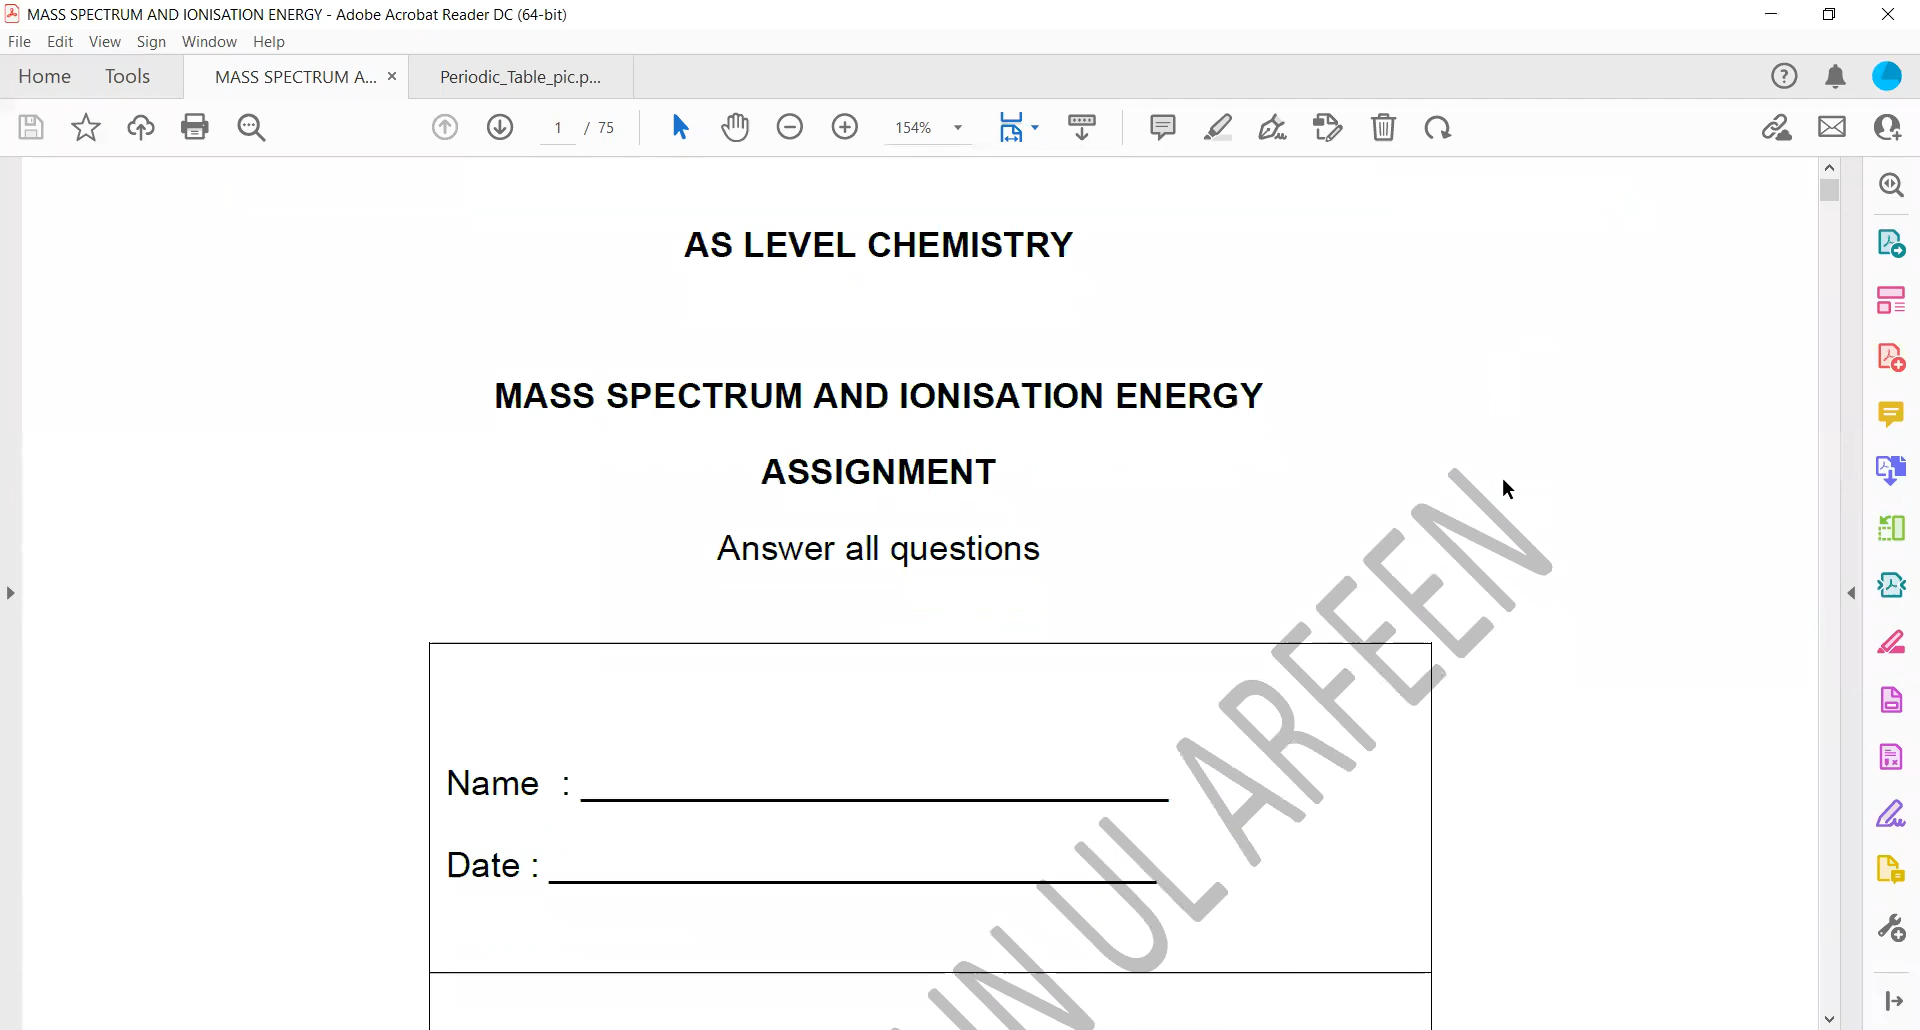 MASS SPECTRUM AND IONISATION ENERGY - Adobe Acrobat Reader DC (64-bit)
File Edit View Sign Window Help
Home Tools MASS SPECTRUM A... Periodic_Table_pic.p...
1 / 75 154%
AS LEVEL CHEMISTRY
MASS SPECTRUM AND IONISATION ENERGY
ASSIGNMENT
Answer all questions
Name :
Date :
UL ARFEEN